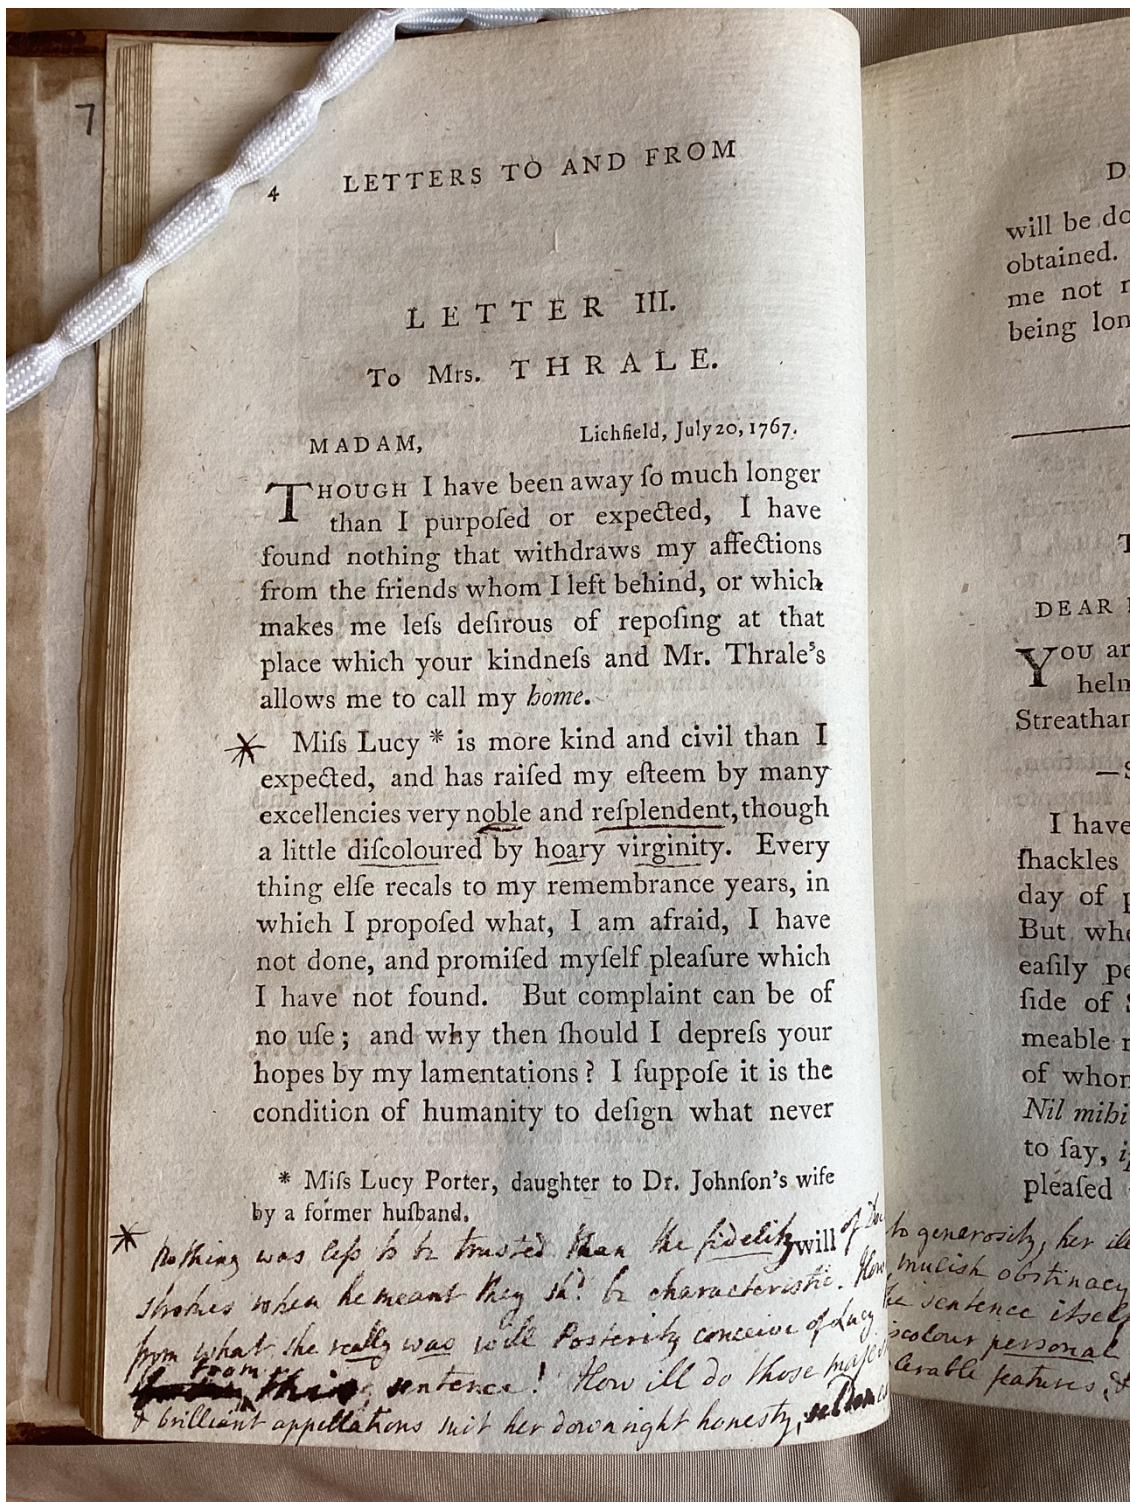 7
4 LETTERS TO AND FROM
LETTER III.
To Mrs. THRALE.
MADAM, Lichfield, July 20, 1767.
THOUGH I have been away ſo much longer
than I purpoſed or expected, I have
found nothing that withdraws my affections
from the friends whom I left behind, or which
makes me leſs deſirous of repoſing at that
place which your kindneſs and Mr. Thrale's
allows me to call my home.
* Miſs Lucy * is more kind and civil than I
expected, and has raiſed my eſteem by many
excellencies very noble and reſplendent, though
a little diſcoloured by hoary virginity. Every
thing elſe recals to my remembrance years, in
which I propoſed what, I am afraid, I have
not done, and promiſed myſelf pleaſure which
I have not found. But complaint can be of
no uſe; and why then ſhould I depreſs your
hopes by my lamentations? I ſuppoſe it is the
condition of humanity to deſign what never
* Miſs Lucy Porter, daughter to Dr. Johnſon's wife
by a former huſband.
will
* Nothing was leſs to be trusted than the fidelity of
strokes when he meant they shd. be characteristic. How
from what she really was will Posterity conceive of Lucy
from this sentence! How ill do those
& brilliant appellations suit her downright honesty,
D
will be do
obtained.
me not
being lon
T
DEAR
YOU ar
helm
Streatham
—S
I have
ſhackles
day of p
But whe
eaſily pe
ſide of
meable r
of whom
Nil mihi
to ſay,
pleaſed
to generosity, her ill
mulish obstinacy
the sentence itself
scolour personal
lerable features, &